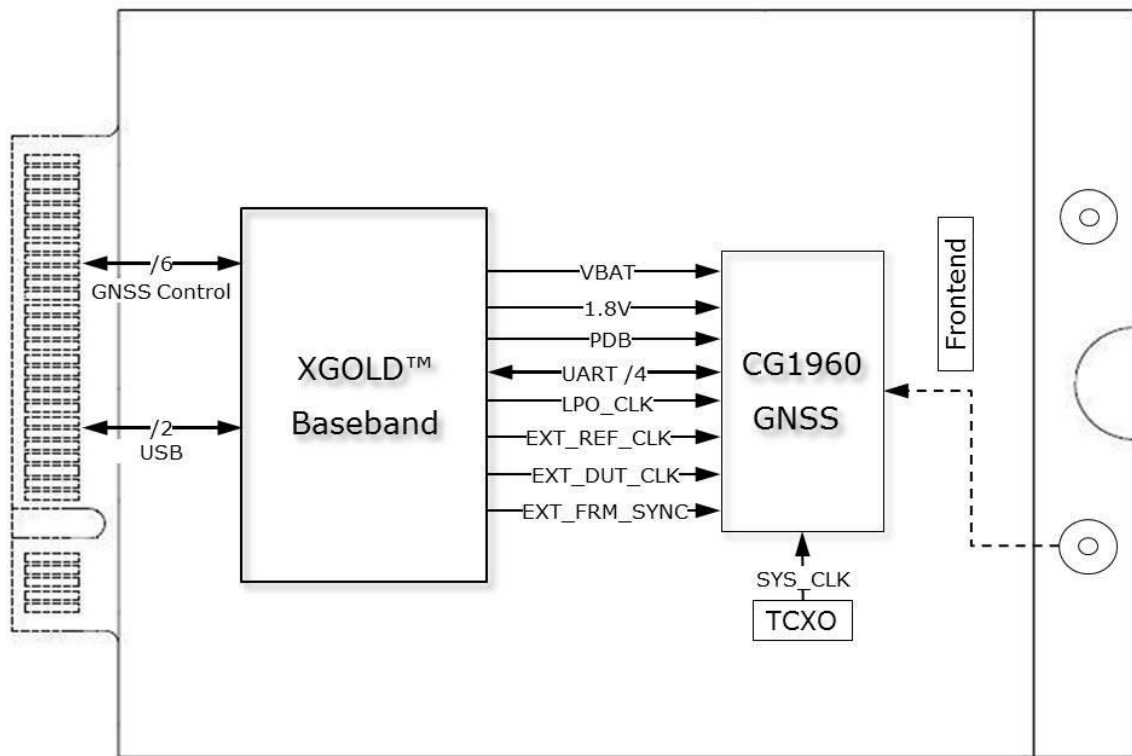 /6
GNSS Control
/2
USB
XGOLD™
Baseband
VBAT
1.8V
PDB
UART /4
LPO_CLK
EXT_REF_CLK
EXT_DUT_CLK
EXT_FRM_SYNC
CG1960
GNSS
Frontend
SYS_CLK
TCXO